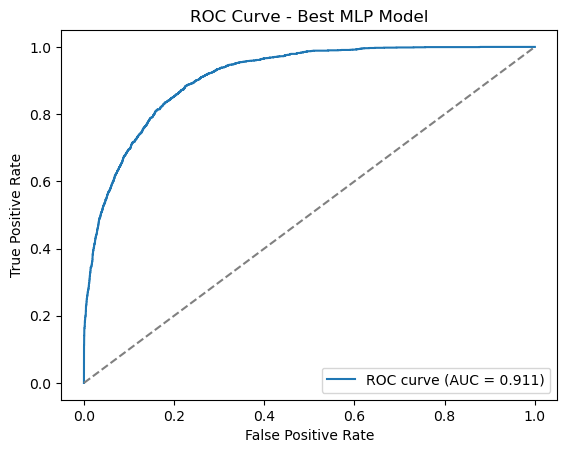 ROC Curve - Best MLP Model
True Positive Rate
1.0
0.8
0.6
0.4
0.2
0.0
ROC curve (AUC = 0.911)
0.0 0.2 0.4 0.6 0.8 1.0
False Positive Rate